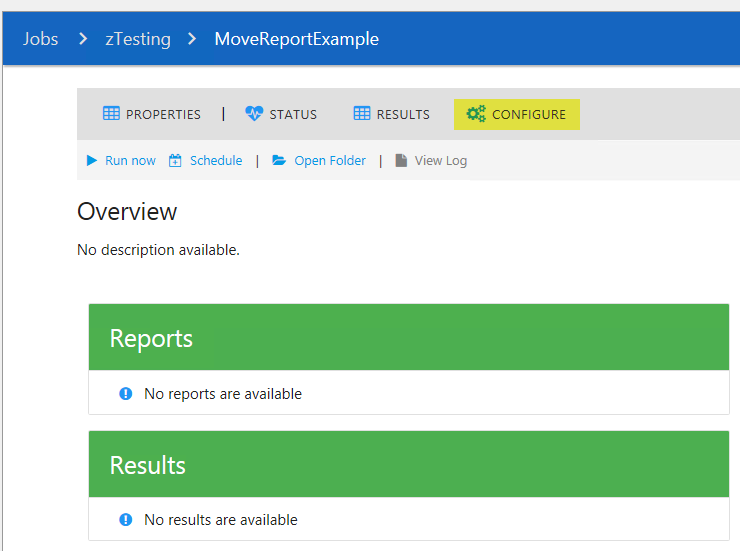 Jobs > zTesting > MoveReportExample
PROPERTIES | STATUS RESULTS CONFIGURE
Run now Schedule | Open Folder | View Log
Overview
No description available.
Reports
No reports are available
Results
No results are available